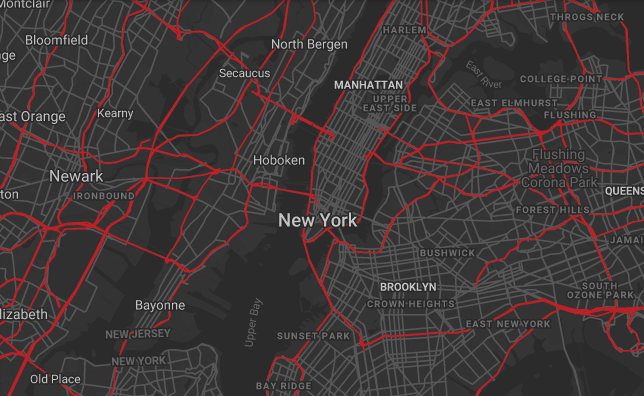 Montclair
THROGS NECK
HARLEM
Bloomfield
North Bergen
Secaucus
East River
COLLEGE-POINT
MANHATTAN
UPPER
EAST SIDE
EAST ELMHURST
Kearny
ast Orange
FLUSHING
Hoboken
Flushing
Meadows
Corona Park
Newark
QUEENS
IRONBOUND
ton
FOREST HILLS
New York
JAMAI
BUSHWICK
BROOKLYN
SOUTH
OZONE PARK
CROWN HEIGHTS
Bayonne
lizabeth
Upper Bay
EAST NEW YORK
NEW JERSEY
SUNSET PARK
NEW YORK
Old Place
BAY RIDGE